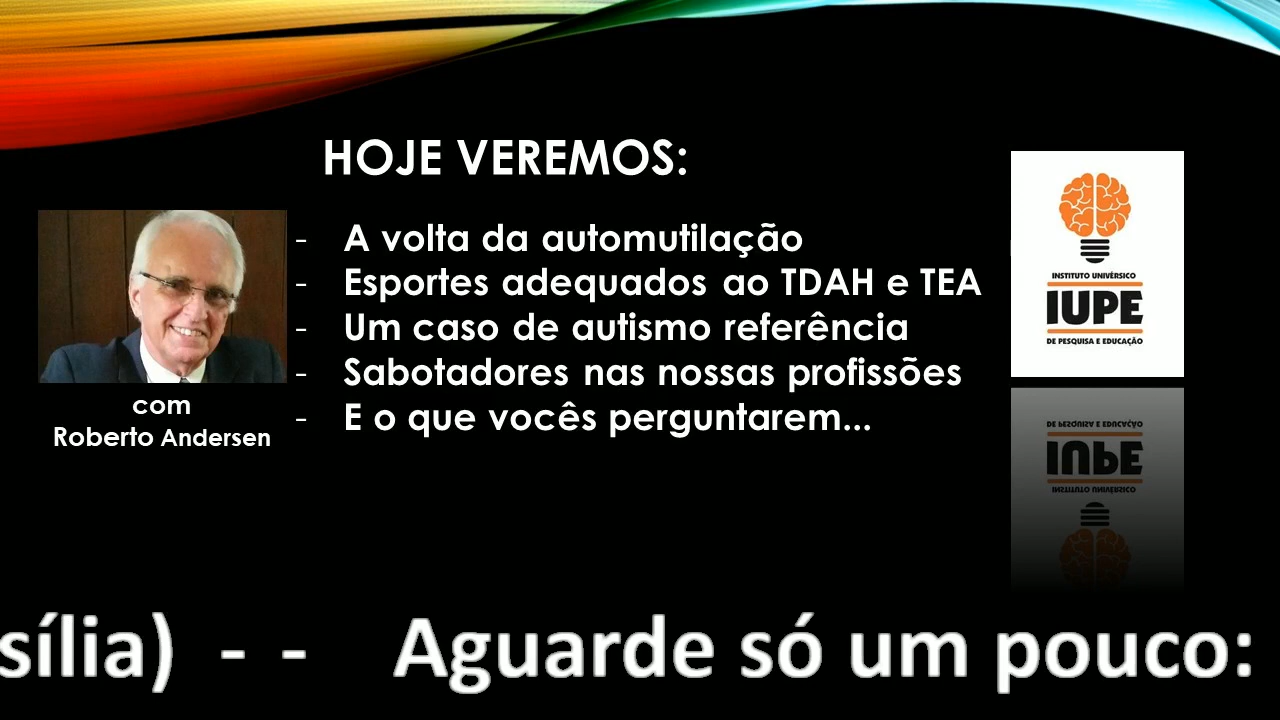 HOJE VEREMOS:
- A volta da automutilação
- Esportes adequados ao TDAH e TEA
- Um caso de autismo referência
- Sabotadores nas nossas profissões
- E o que vocês perguntarem...
com
Roberto Andersen
INSTITUTO UNIVÉRSICO
IUPE
DE PESQUISA E EDUCAÇÃO
sília) - - Aguarde só um pouco: